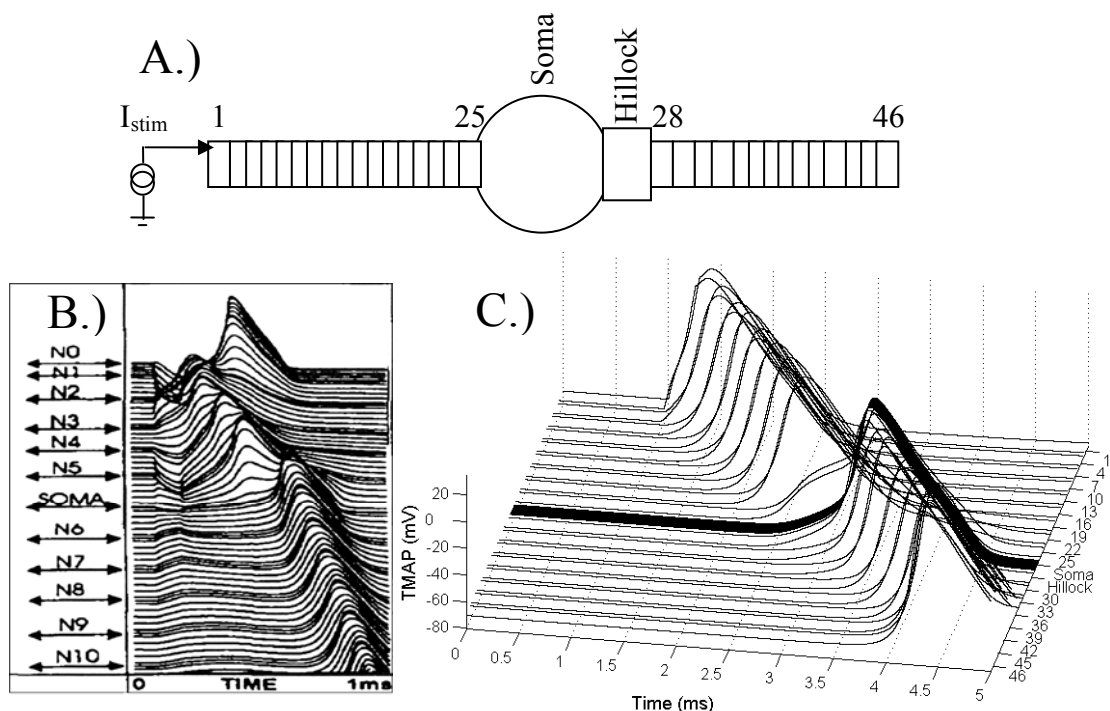 A.)
Soma
Hillock
I_stim
1
25
28
46
B.)
N0
N1
N2
N3
N4
N5
SOMA
N6
N7
N8
N9
N10
0 TIME 1ms
C.)
20
0
-20
-40
-60
-80
TMAP (mV)
0 0.5 1 1.5 2 2.5 3 3.5 4 4.5 5
Time (ms)
1
4
7
10
13
16
19
22
25
Soma
Hillock
30
33
36
39
42
45
46